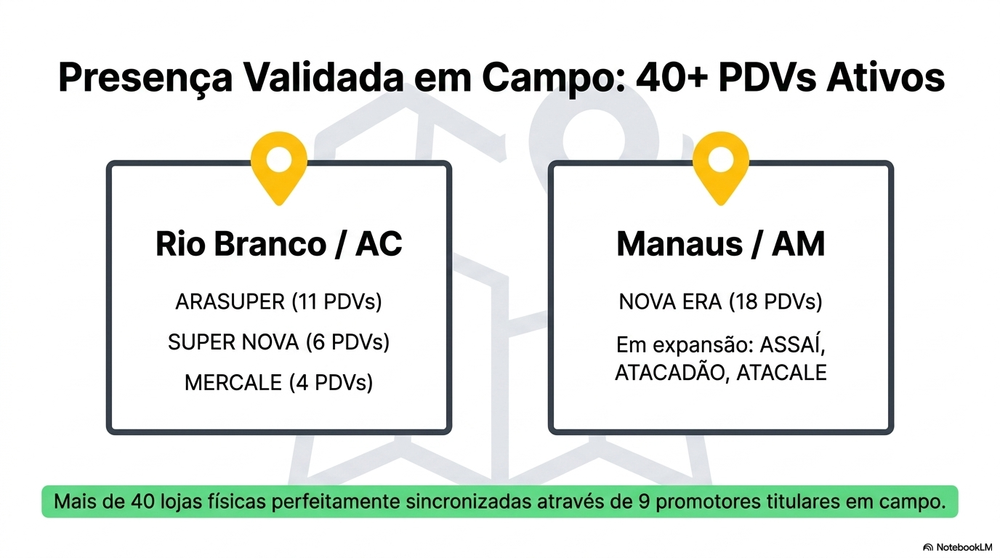 Presença Validada em Campo: 40+ PDVs Ativos
Rio Branco / AC
ARASUPER (11 PDVs)
SUPER NOVA (6 PDVs)
MERCALE (4 PDVs)
Manaus / AM
NOVA ERA (18 PDVs)
Em expansão: ASSAÍ,
ATACADÃO, ATACALE
Mais de 40 lojas físicas perfeitamente sincronizadas através de 9 promotores titulares em campo.
NotebookLM